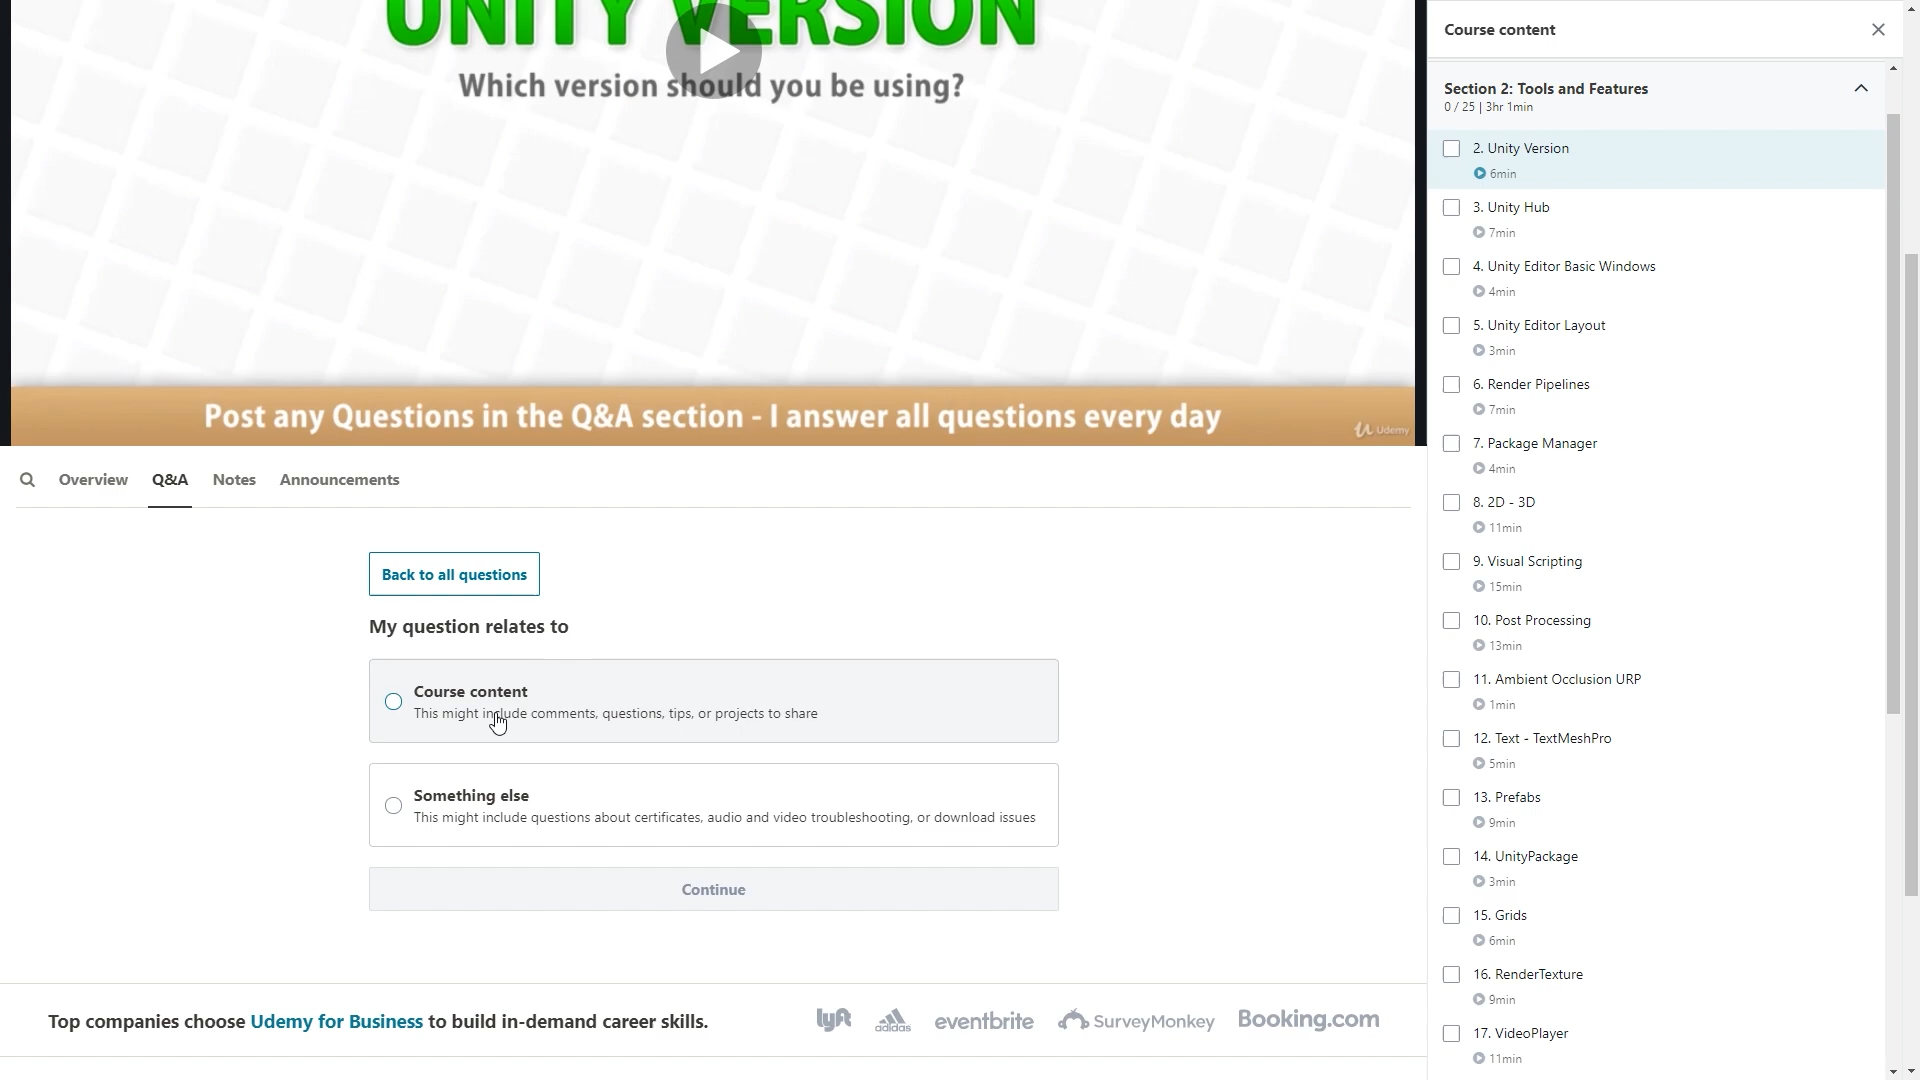 UNITY VERSION
Which version should you be using?
Post any Questions in the Q&A section - I answer all questions every day
Udemy
Overview
Q&A
Notes
Announcements
Back to all questions
My question relates to
Course content
This might include comments, questions, tips, or projects to share
Something else
This might include questions about certificates, audio and video troubleshooting, or download issues
Continue
Top companies choose Udemy for Business to build in-demand career skills.
lyft
adidas
eventbrite
SurveyMonkey
Booking.com
Course content
Section 2: Tools and Features
0 / 25 | 3hr 1min
2. Unity Version
6min
3. Unity Hub
7min
4. Unity Editor Basic Windows
4min
5. Unity Editor Layout
3min
6. Render Pipelines
7min
7. Package Manager
4min
8. 2D - 3D
11min
9. Visual Scripting
15min
10. Post Processing
13min
11. Ambient Occlusion URP
1min
12. Text - TextMeshPro
5min
13. Prefabs
9min
14. UnityPackage
3min
15. Grids
6min
16. RenderTexture
9min
17. VideoPlayer
11min